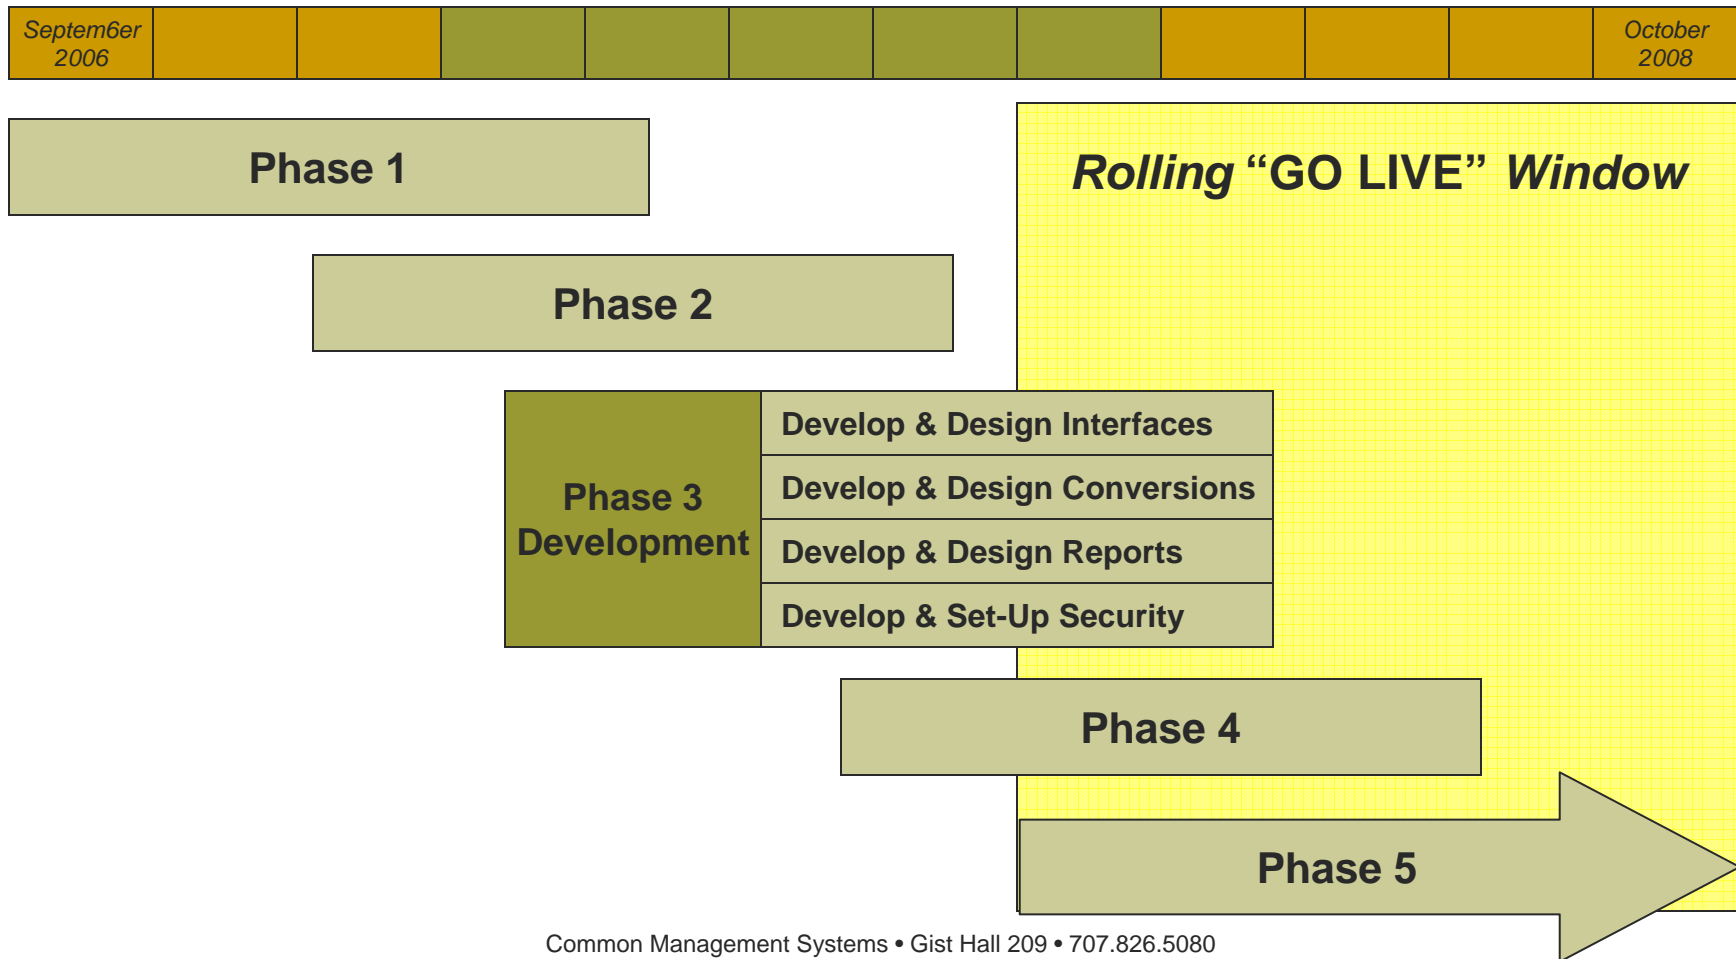 Septem6er
2006
October
2008
Phase 1
Rolling “GO LIVE” Window
Phase 2
Phase 3
Development
Develop & Design Interfaces
Develop & Design Conversions
Develop & Design Reports
Develop & Set-Up Security
Phase 4
Phase 5
Common Management Systems • Gist Hall 209 • 707.826.5080